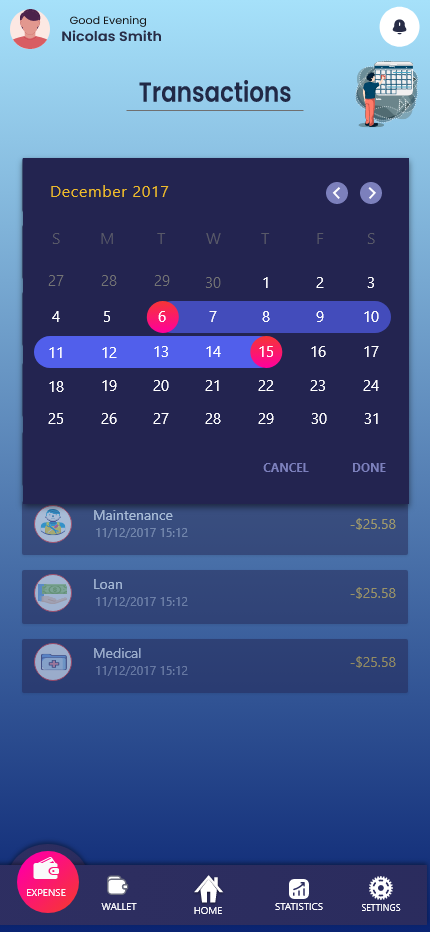 Good Evening
Nicolas Smith
Transactions
December 2017
S M T W T F S
27 28 29 30 1 2 3
4 5 6 7 8 9 10
11 12 13 14 15 16 17
18 19 20 21 22 23 24
25 26 27 28 29 30 31
CANCEL DONE
Maintenance
11/12/2017 15:12
-$25.58
Loan
11/12/2017 15:12
-$25.58
Medical
11/12/2017 15:12
-$25.58
EXPENSE WALLET HOME STATISTICS SETTINGS